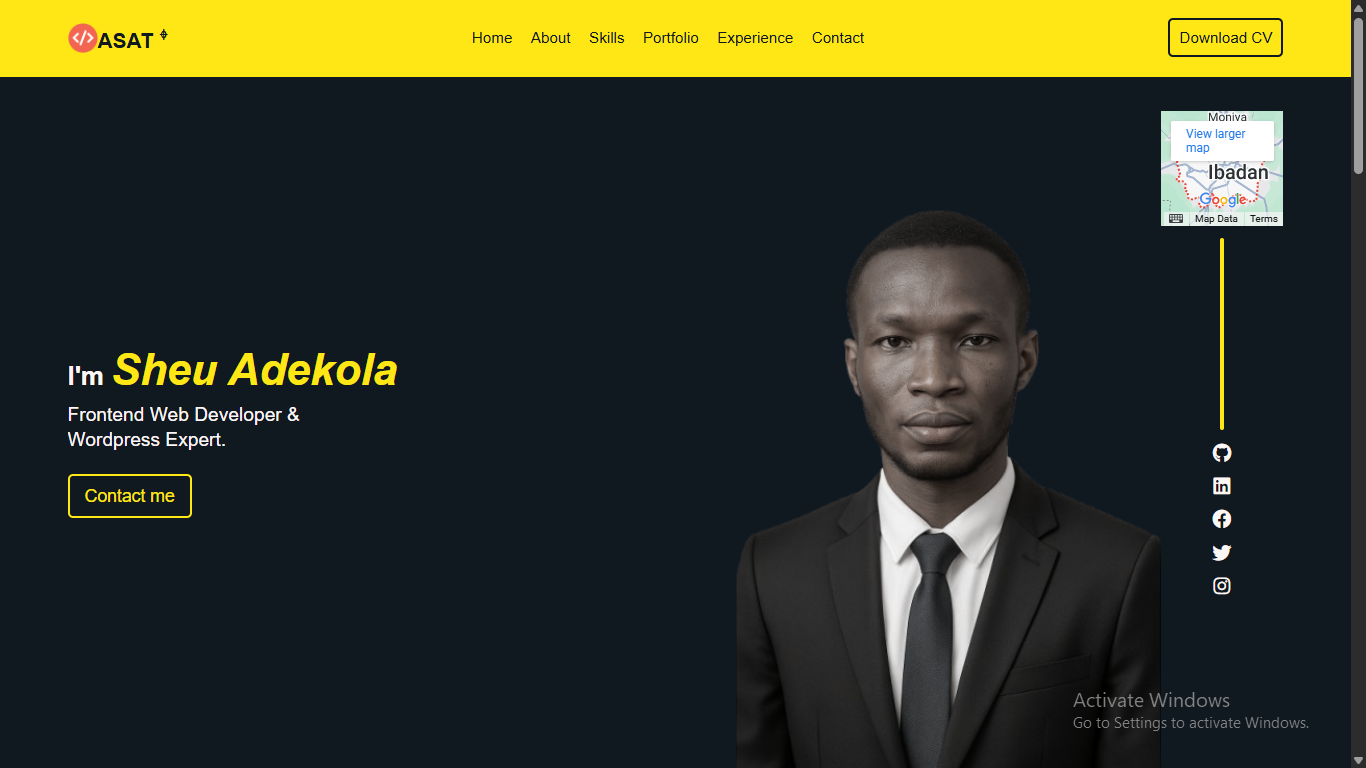 ASAT
Home About Skills Portfolio Experience Contact
Download CV
Moniya
View larger
map
Ibadan
Google
Map Data Terms
I'm Sheu Adekola
Frontend Web Developer &
Wordpress Expert.
Contact me
in
Activate Windows
Go to Settings to activate Windows.